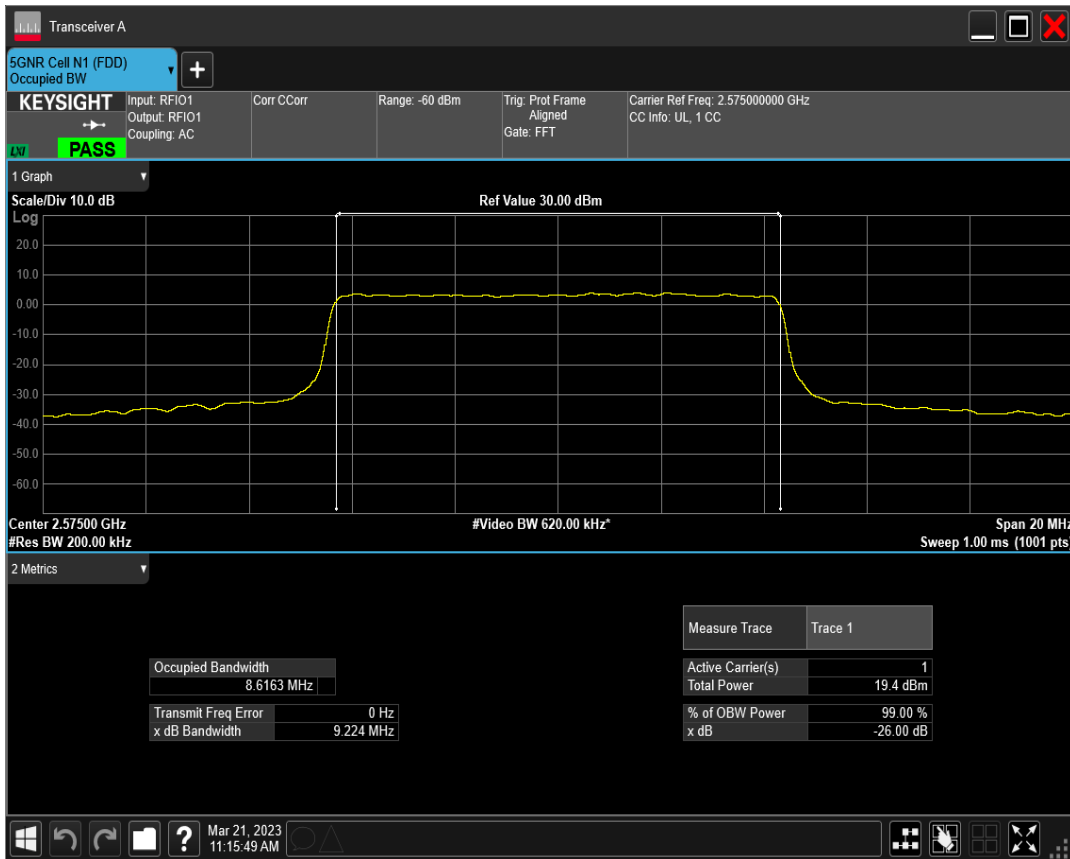 Transceiver A
5GNR Cell N1 (FDD)
Occupied BW
+
KEYSIGHT
LXI
PASS
Input: RFIO1
Output: RFIO1
Coupling: AC
Corr CCorr
Range: -60 dBm
Trig: Prot Frame
Aligned
Gate: FFT
Carrier Ref Freq: 2.575000000 GHz
CC Info: UL, 1 CC
1 Graph
Scale/Div 10.0 dB
Ref Value 30.00 dBm
Log
20.0
10.0
0.00
-10.0
-20.0
-30.0
-40.0
-50.0
-60.0
Center 2.57500 GHz
#Video BW 620.00 kHz*
Span 20 MHz
#Res BW 200.00 kHz
Sweep 1.00 ms (1001 pts)
2 Metrics
Measure Trace Trace 1
Occupied Bandwidth
8.6163 MHz
Active Carrier(s) 1
Total Power 19.4 dBm
Transmit Freq Error 0 Hz
x dB Bandwidth 9.224 MHz
% of OBW Power 99.00 %
x dB -26.00 dB
?
Mar 21, 2023
11:15:49 AM